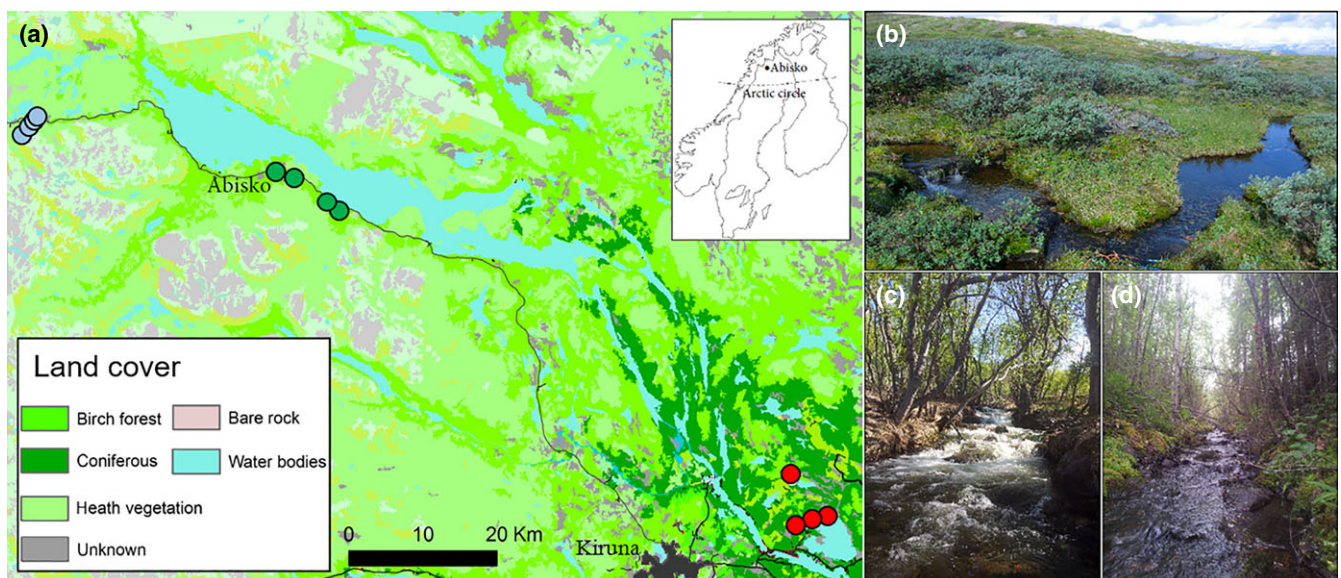 (a)
Abisko
Arctic circle
Abisko
Land cover
Birch forest
Bare rock
Coniferous
Water bodies
Heath vegetation
Unknown
0 10 20 Km
Kiruna
(b)
(c)
(d)